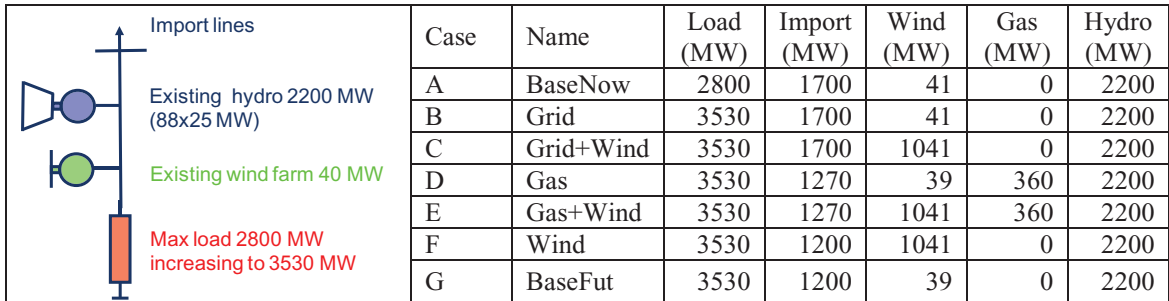 Import lines
Existing hydro 2200 MW
(88x25 MW)
Existing wind farm 40 MW
Max load 2800 MW
increasing to 3530 MW
Case Name Load (MW) Import (MW) Wind (MW) Gas (MW) Hydro (MW)
A BaseNow 2800 1700 41 0 2200
B Grid 3530 1700 41 0 2200
C Grid+Wind 3530 1700 1041 0 2200
D Gas 3530 1270 39 360 2200
E Gas+Wind 3530 1270 1041 360 2200
F Wind 3530 1200 1041 0 2200
G BaseFut 3530 1200 39 0 2200